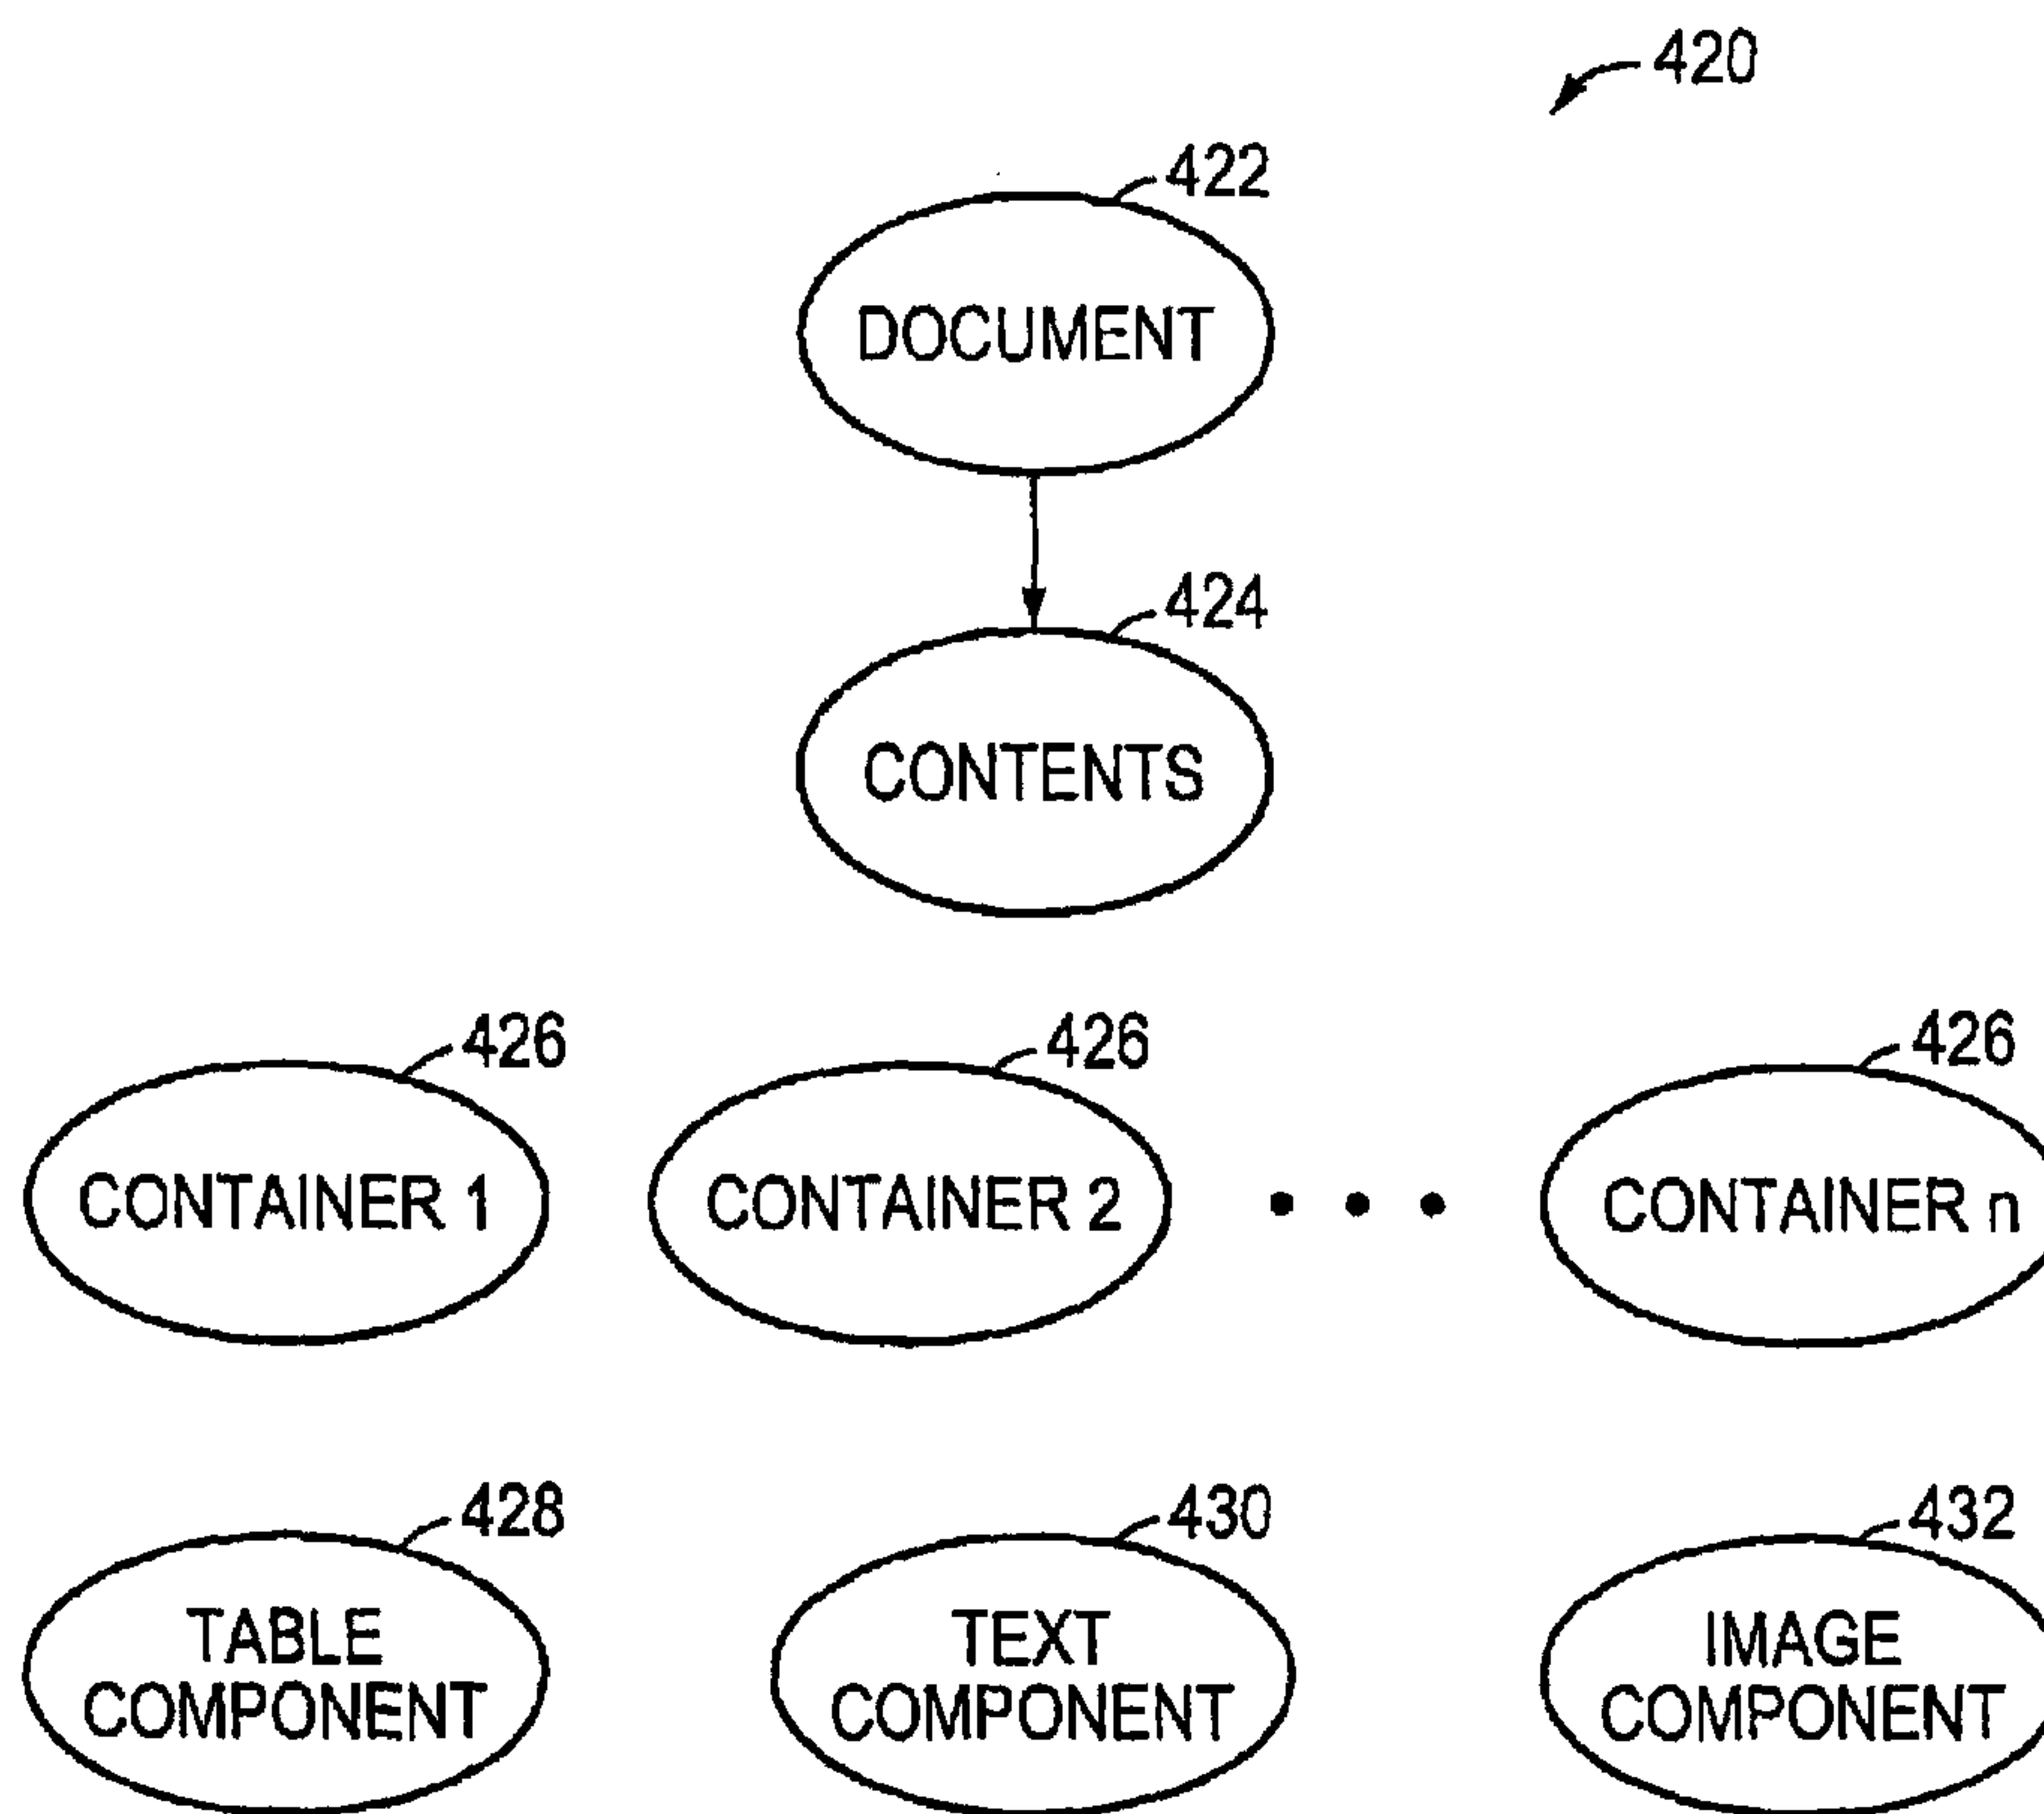 420
422
DOCUMENT
424
CONTENTS
426
426
426
CONTAINER 1
CONTAINER 2
CONTAINER n
428
430
432
TABLE
COMPONENT
TEXT
COMPONENT
IMAGE
COMPONENT